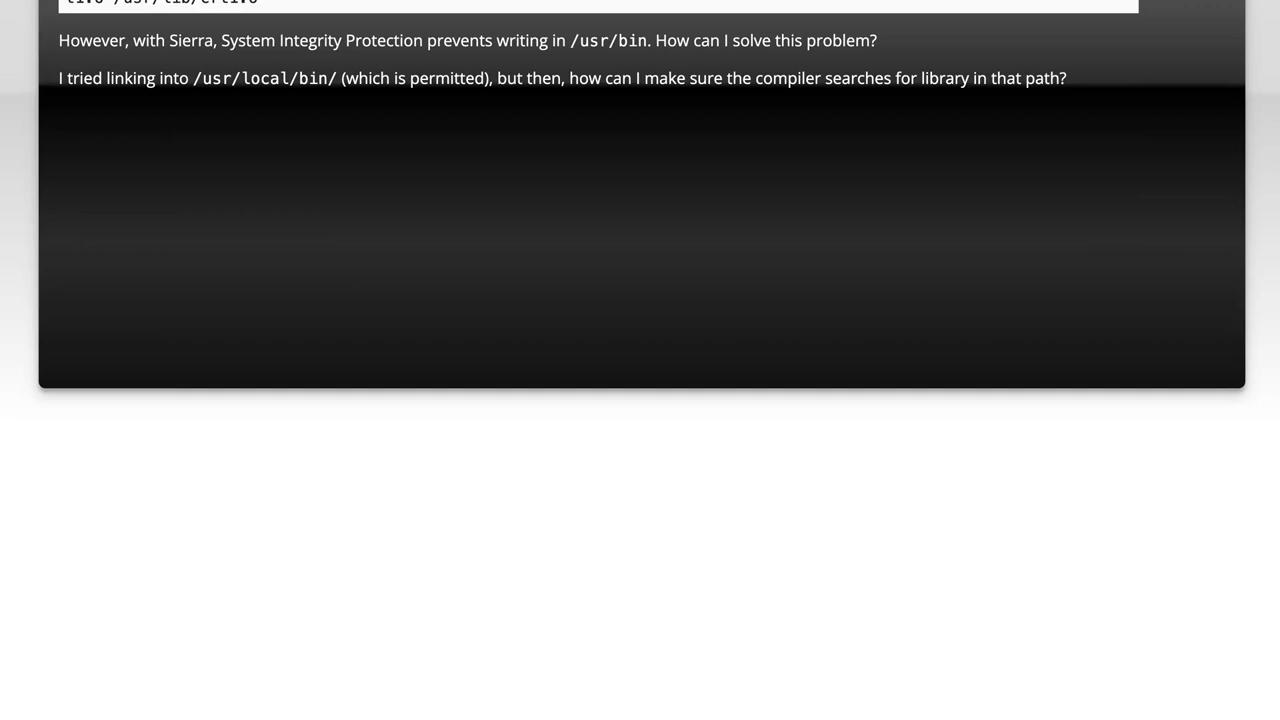 However, with Sierra, System Integrity Protection prevents writing in /usr/bin. How can I solve this problem?
I tried linking into /usr/local/bin/ (which is permitted), but then, how can I make sure the compiler searches for library in that path?